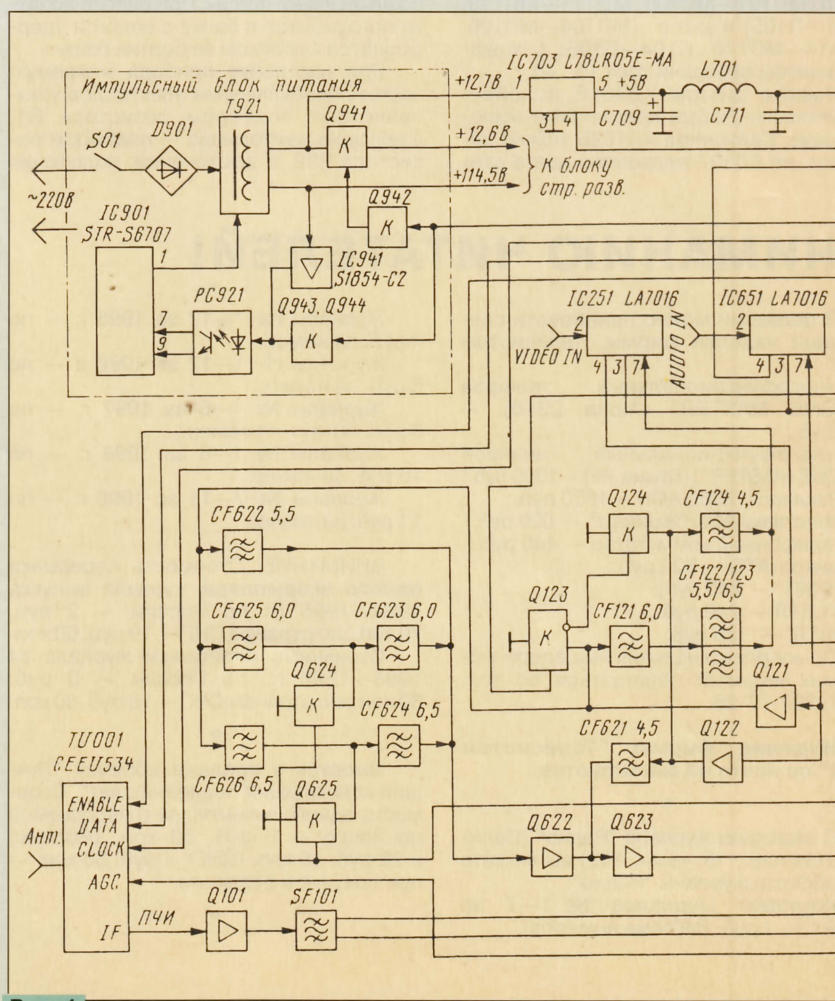 IC703 L78LR05E-MA
+12,7В 1
5 +5В
L701
3 4
C709
+
C711
Импульсный блок питания
T921
Q941
К
+12,6В
+114,5В
К блоку
стр. разв.
S01
D901
~220В
Q942
К
IC901
STR-S6707
1
IC941
S1854-C2
PC921
7
9
Q943, Q944
К
IC251 LA7016
2
VIDEO IN
4 3 7
IC651 LA7016
AUDIO IN
2
4 3 7
CF622 5,5
Q124
К
CF124 4,5
CF625 6,0
CF623 6,0
Q123
К
CF121 6,0
CF122/123
5,5/6,5
Q624
К
CF624 6,5
CF626 6,5
Q121
Q625
К
CF621 4,5
Q122
TU001
CEEU534
ENABLE
DATA
CLOCK
AGC
IF
Ант.
ПЧИ
Q101
SF101
Q622
Q623